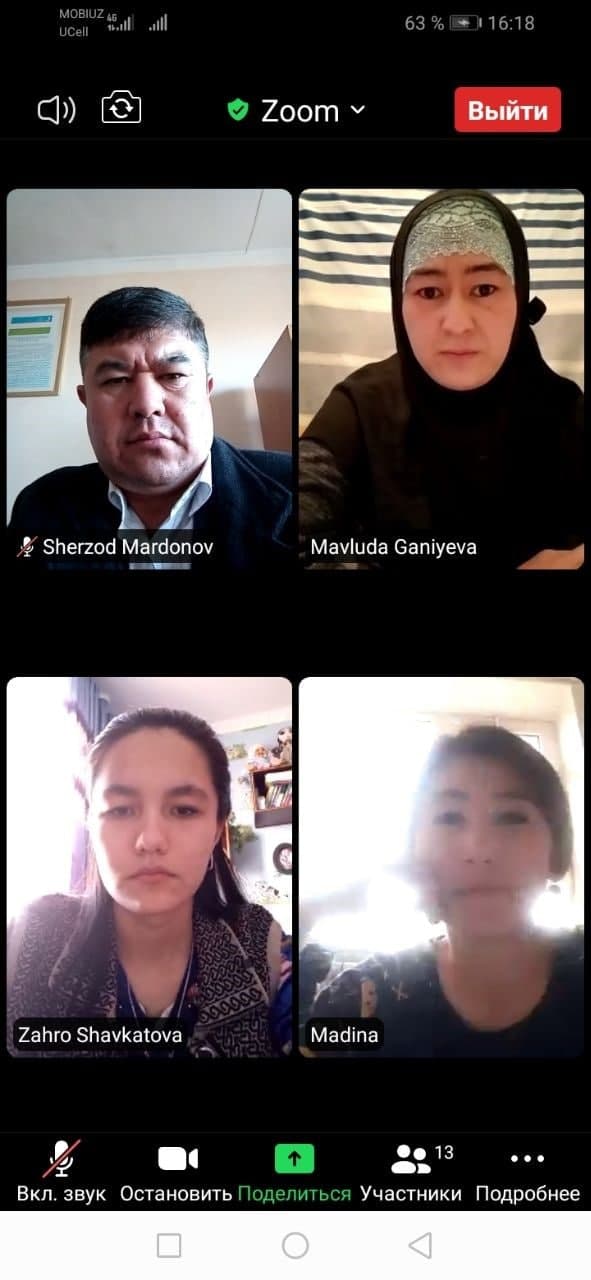 MOBIUZ 4G
UCell
63 % 16:18
Zoom
Выйти
Sherzod Mardonov
Mavluda Ganiyeva
Zahro Shavkatova
Madina
13
Вкл. звук Остановить Поделиться Участники Подробнее